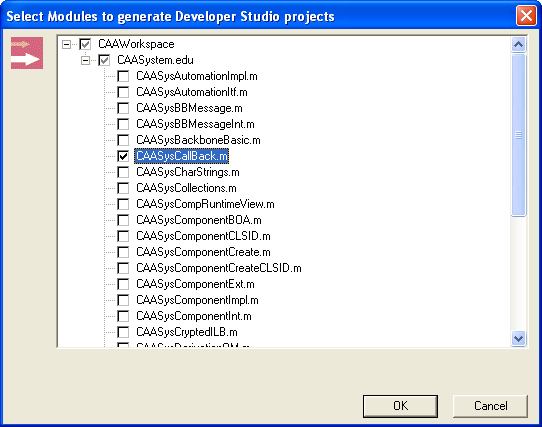 Select Modules to generate Developer Studio projects
CAAWorkspace
CAASystem.edu
CAASysAutomationImpl.m
CAASysAutomationItf.m
CAASysBBMessage.m
CAASysBBMessageInt.m
CAASysBackboneBasic.m
CAASysCallBack.m
CAASysCharStrings.m
CAASysCollections.m
CAASysCompRuntimeView.m
CAASysComponentBOA.m
CAASysComponentCLSID.m
CAASysComponentCreate.m
CAASysComponentCreateCLSID.m
CAASysComponentExt.m
CAASysComponentImpl.m
CAASysComponentInt.m
CAASysCryptedILB.m
OK Cancel